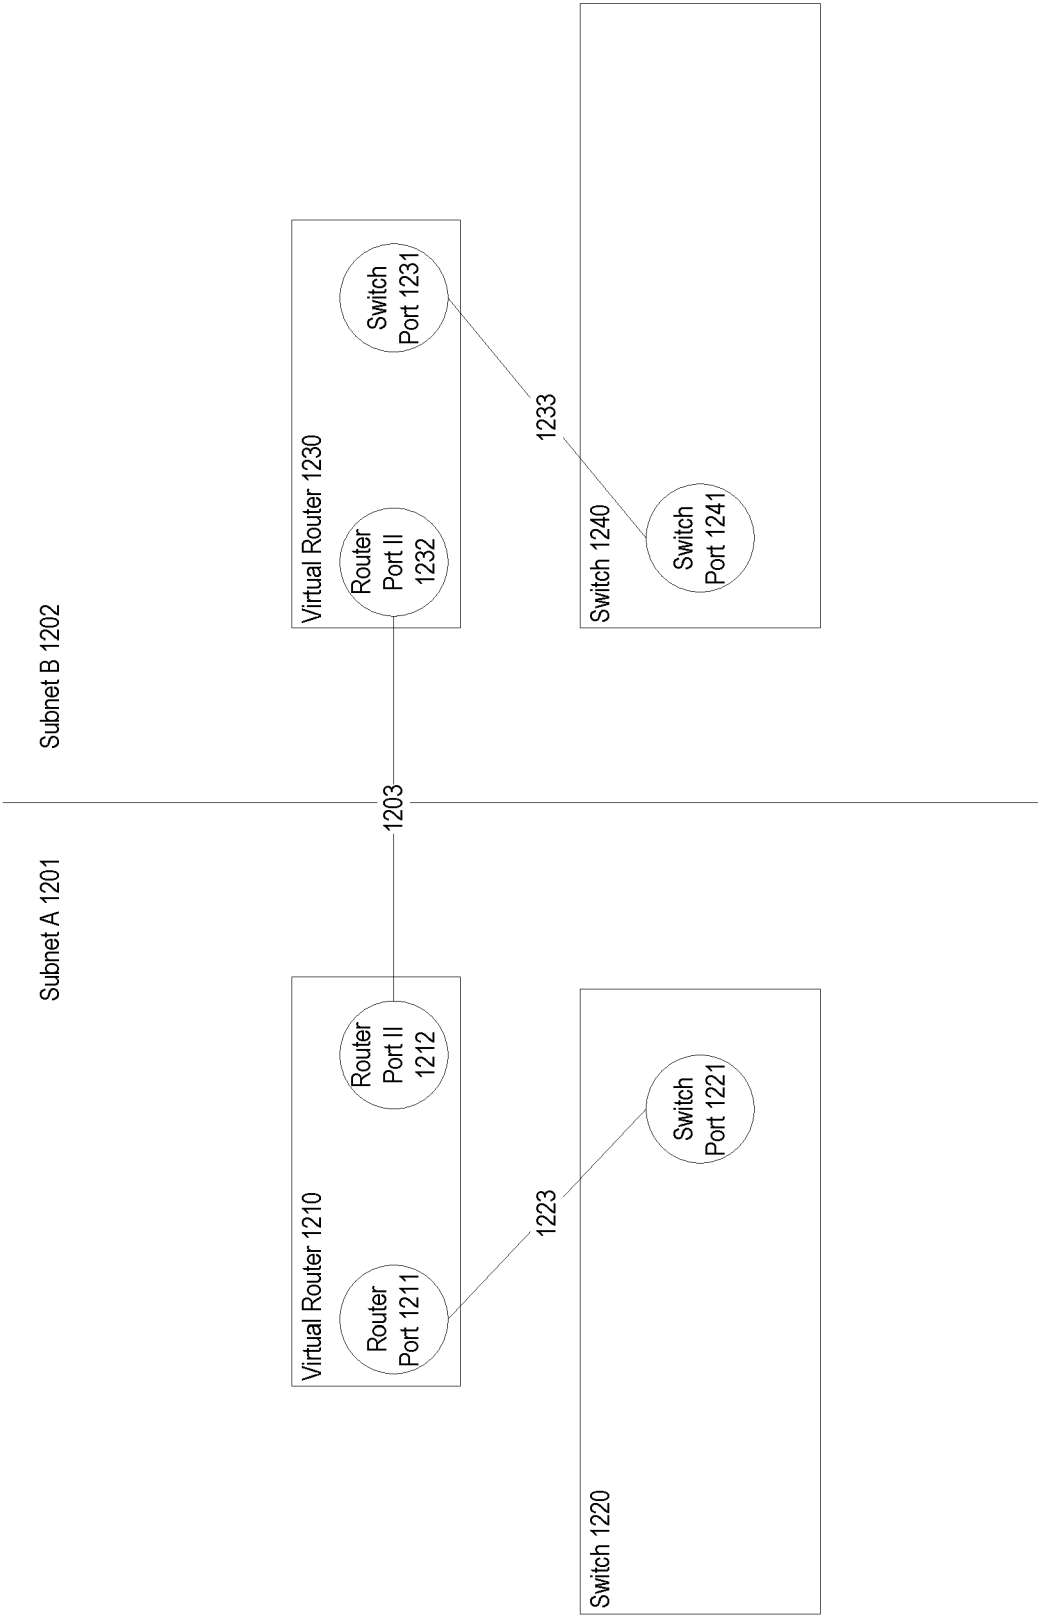 Subnet A 1201
Subnet B 1202
Virtual Router 1210
Router
Port 1211
Router
Port II
1212
1203
Virtual Router 1230
Router
Port II
1232
Switch
Port 1231
1223
1233
Switch 1220
Switch
Port 1221
Switch 1240
Switch
Port 1241